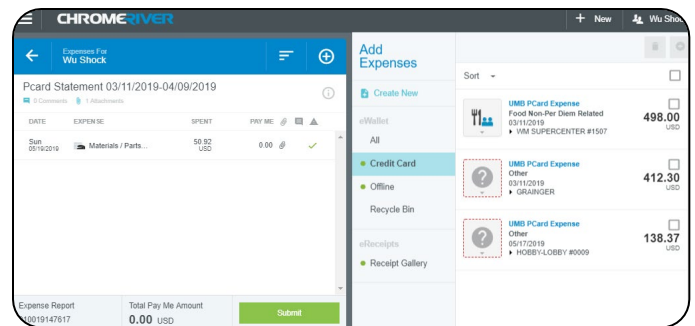 CHROMERIVER
+ New
Wu Shock
Expenses For
Wu Shock
Pcard Statement 03/11/2019-04/09/2019
0 Comments 1 Attachments
DATE EXPENSE SPENT PAY ME
Sun
05/19/2019
Materials / Parts...
50.92
USD
0.00
Expense Report
010019147617
Total Pay Me Amount
0.00 USD
Submit
Add
Expenses
Create New
eWallet
All
Credit Card
Offline
Recycle Bin
eReceipts
Receipt Gallery
Sort
UMB PCard Expense
Food Non-Per Diem Related
03/11/2019
WM SUPERCENTER #1507
498.00
USD
UMB PCard Expense
Other
03/11/2019
GRAINGER
412.30
USD
UMB PCard Expense
Other
05/17/2019
HOBBY-LOBBY #0009
138.37
USD